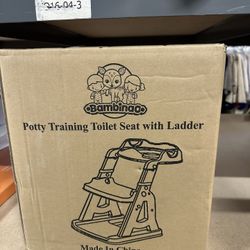 Bambinao
Potty Training Toilet Seat with Ladder
Made In China